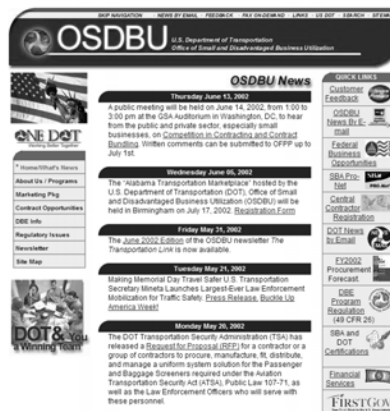 SKIP NAVIGATION · NEWS BY EMAIL · FEEDBACK · FAX ON-DEMAND · LINKS · US DOT · SEARCH
OSDBU
U.S. Department of Transportation
Office of Small and Disadvantaged Business Utilization
ONE DOT
Working Better Together
* Home/What's News
About Us / Programs
Marketing Pkg
Contract Opportunities
DBE Info
Regulatory Issues
Newsletter
Site Map
DOT& You
a Winning Team
OSDBU News
Thursday June 13, 2002
A public meeting will be held on June 14, 2002, from 1:00 to
3:00 pm at the GSA Auditorium in Washington, DC, to hear
from the public and private sector, especially small
businesses, on Competition in Contracting and Contract
Bundling. Written comments can be submitted to OFPP up to
July 1st.
Wednesday June 05, 2002
The 'Alabama Transportation Marketplace' hosted by the
U.S. Department of Transportation (DOT), Office of Small
and Disadvantaged Business Utilization (OSDBU) will be
held in Birmingham on July 17, 2002. Registration Form
Friday May 31, 2002
The June 2002 Edition of the OSDBU newsletter The
Transportation Link is now available.
Tuesday May 21, 2002
Making Memorial Day Travel Safer U.S. Transportation
Secretary Mineta Launches Largest-Ever Law Enforcement
Mobilization for Traffic Safety. Press Release, Buckle Up
America Week!
Monday May 20, 2002
The DOT Transportation Security Administration (TSA) has
released a Request for Proposal (RFP) for a contractor or a
group of contractors to procure, manufacture, fit, distribute,
and manage a uniform system solution for the Passenger
and Baggage Screeners required under the Aviation
Transportation Security Act (ATSA), Public Law 107-71, as
well as the Law Enforcement Officers who will serve with
these personnel.
QUICK LINKS
Customer
Feedback
OSDBU
News By E-
mail
Federal
Business
Opportunities
SBA Pro-
Net
Central
Contractor
Registration
DOT News
by Email
FY2002
Procurement
Forecast
DBE
Program
Regulation
(49 CFR 26)
SBA and
DOT
Certifications
Financial
Services
FIRSTGOV